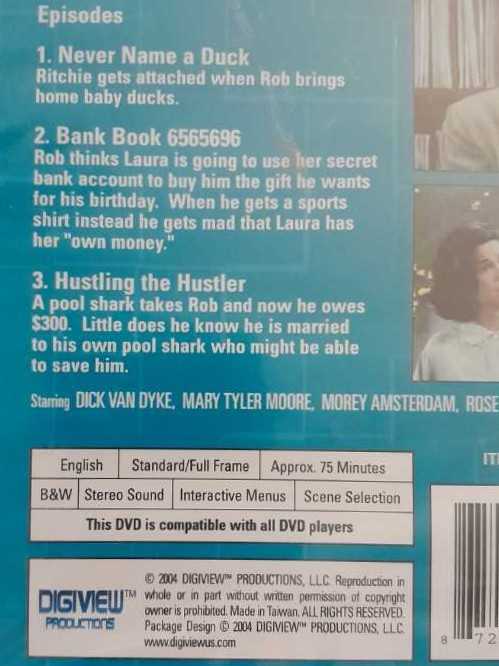 Episodes
1. Never Name a Duck
Ritchie gets attached when Rob brings
home baby ducks.
2. Bank Book 6565696
Rob thinks Laura is going to use her secret
bank account to buy him the gift he wants
for his birthday. When he gets a sports
shirt instead he gets mad that Laura has
her "own money."
3. Hustling the Hustler
A pool shark takes Rob and now he owes
$300. Little does he know he is married
to his own pool shark who might be able
to save him.
Starring DICK VAN DYKE, MARY TYLER MOORE, MOREY AMSTERDAM, ROSE
English Standard/Full Frame Approx. 75 Minutes
B&W Stereo Sound Interactive Menus Scene Selection
This DVD is compatible with all DVD players
DIGIVIEW™
PRODUCTIONS
© 2004 DIGIVIEW™ PRODUCTIONS, L.L.C. Reproduction in
whole or in part without written permission of copyright
owner is prohibited. Made in Taiwan. ALL RIGHTS RESERVED.
Package Design © 2004 DIGIVIEW™ PRODUCTIONS, L.L.C.
www.digiviewus.com
8 72